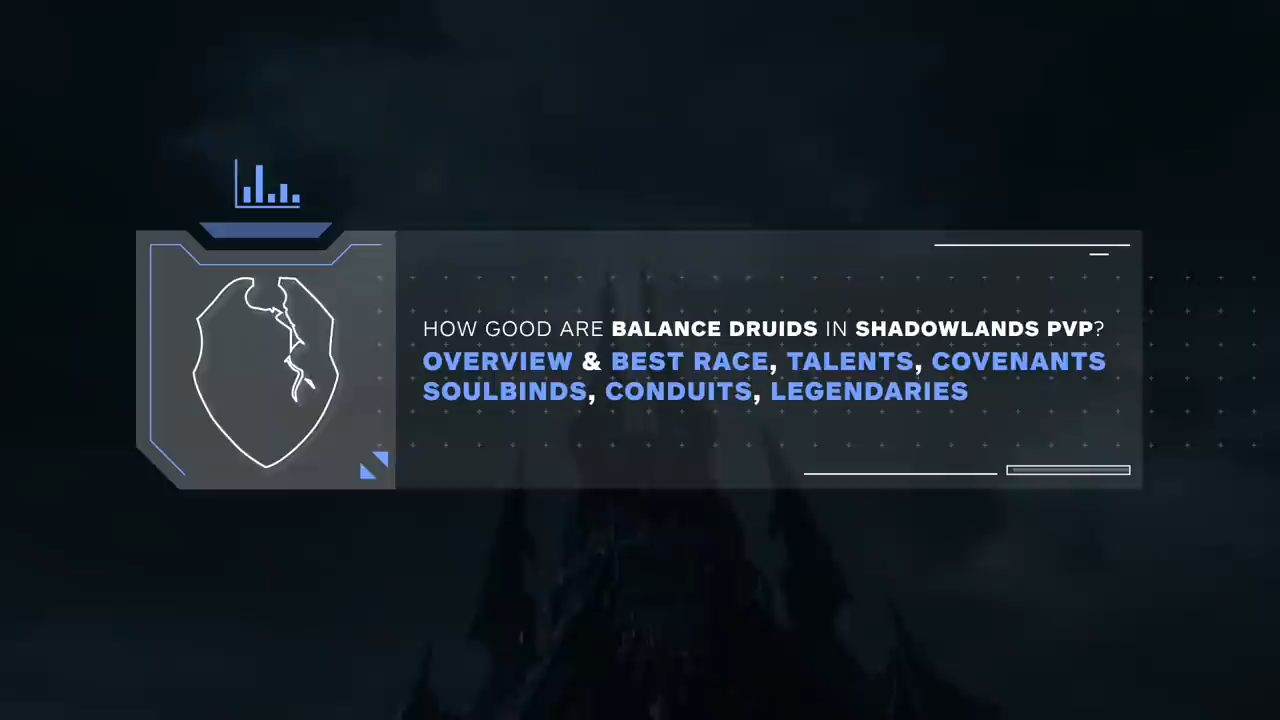 HOW GOOD ARE BALANCE DRUIDS IN SHADOWLANDS PVP?
OVERVIEW & BEST RACE, TALENTS, COVENANTS
SOULBINDS, CONDUITS, LEGENDARIES